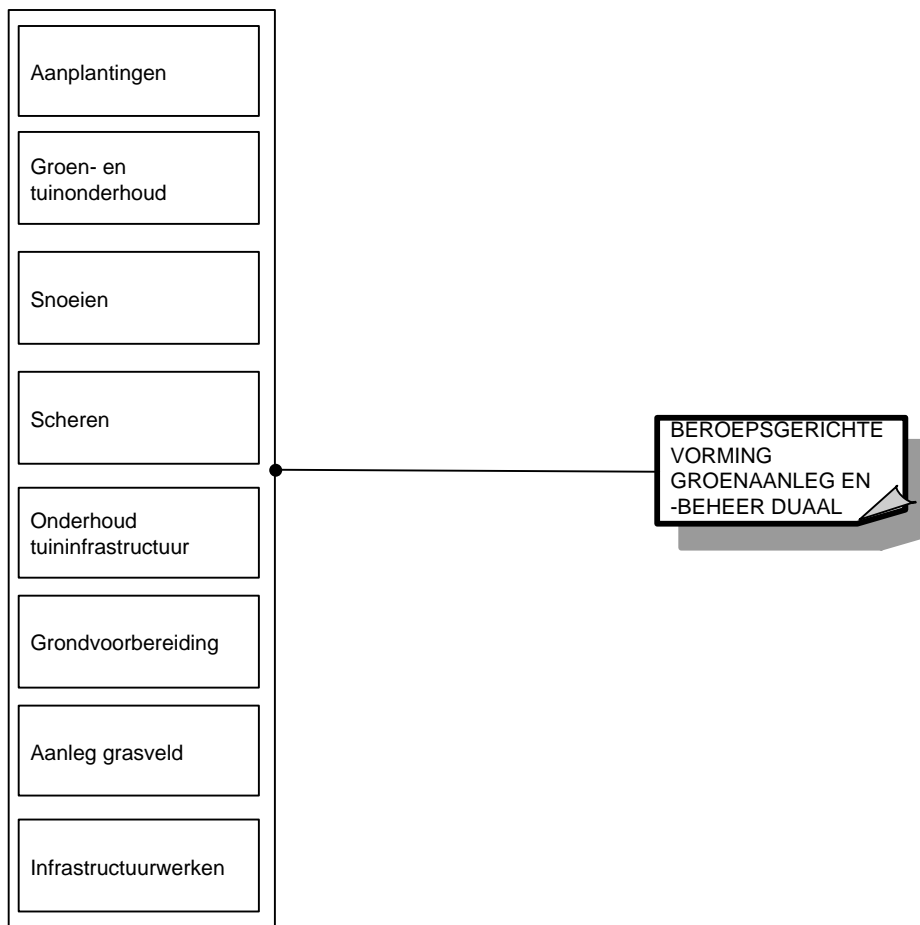 Aanplantingen
Groen- en
tuinonderhoud
Snoeien
Scheren
Onderhoud
tuininfrastructuur
Grondvoorbereiding
Aanleg grasveld
Infrastructuurwerken
BEROEPSGERICHTE
VORMING
GROENAANLEG EN
-BEHEER DUAAL